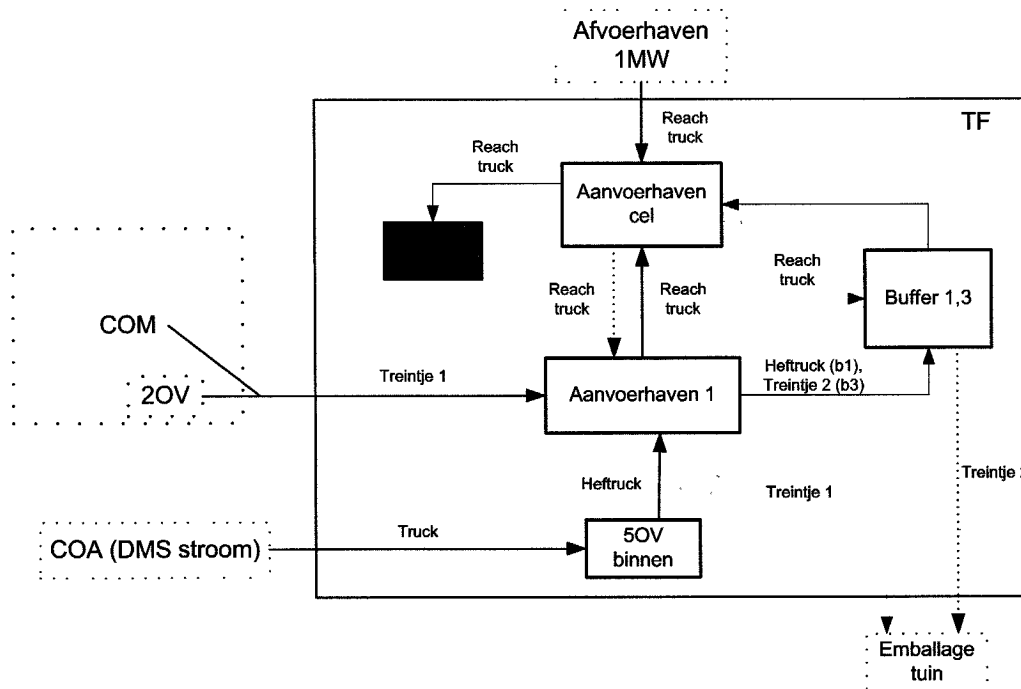 Afvoerhaven
1MW
TF
Reach
truck
Reach
truck
Aanvoerhaven
cel
Reach
truck
Buffer 1,3
Reach
truck
Reach
truck
COM
2OV
Treintje 1
Aanvoerhaven 1
Heftruck (b1),
Treintje 2 (b3)
Heftruck
Treintje 1
Treintje
COA (DMS stroom)
Truck
5OV
binnen
Emballage
tuin